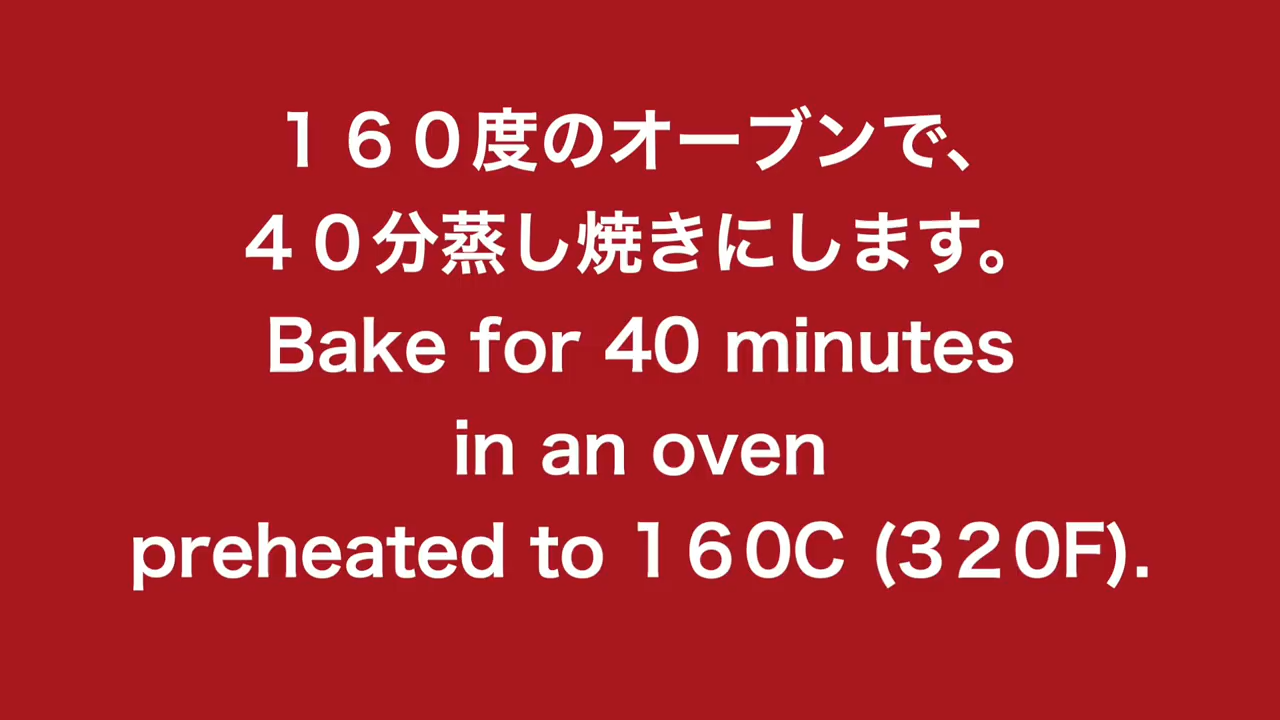 １６０度のオーブンで、
４０分蒸し焼きにします。
Bake for 40 minutes
in an oven
preheated to １６０C (３２０F).